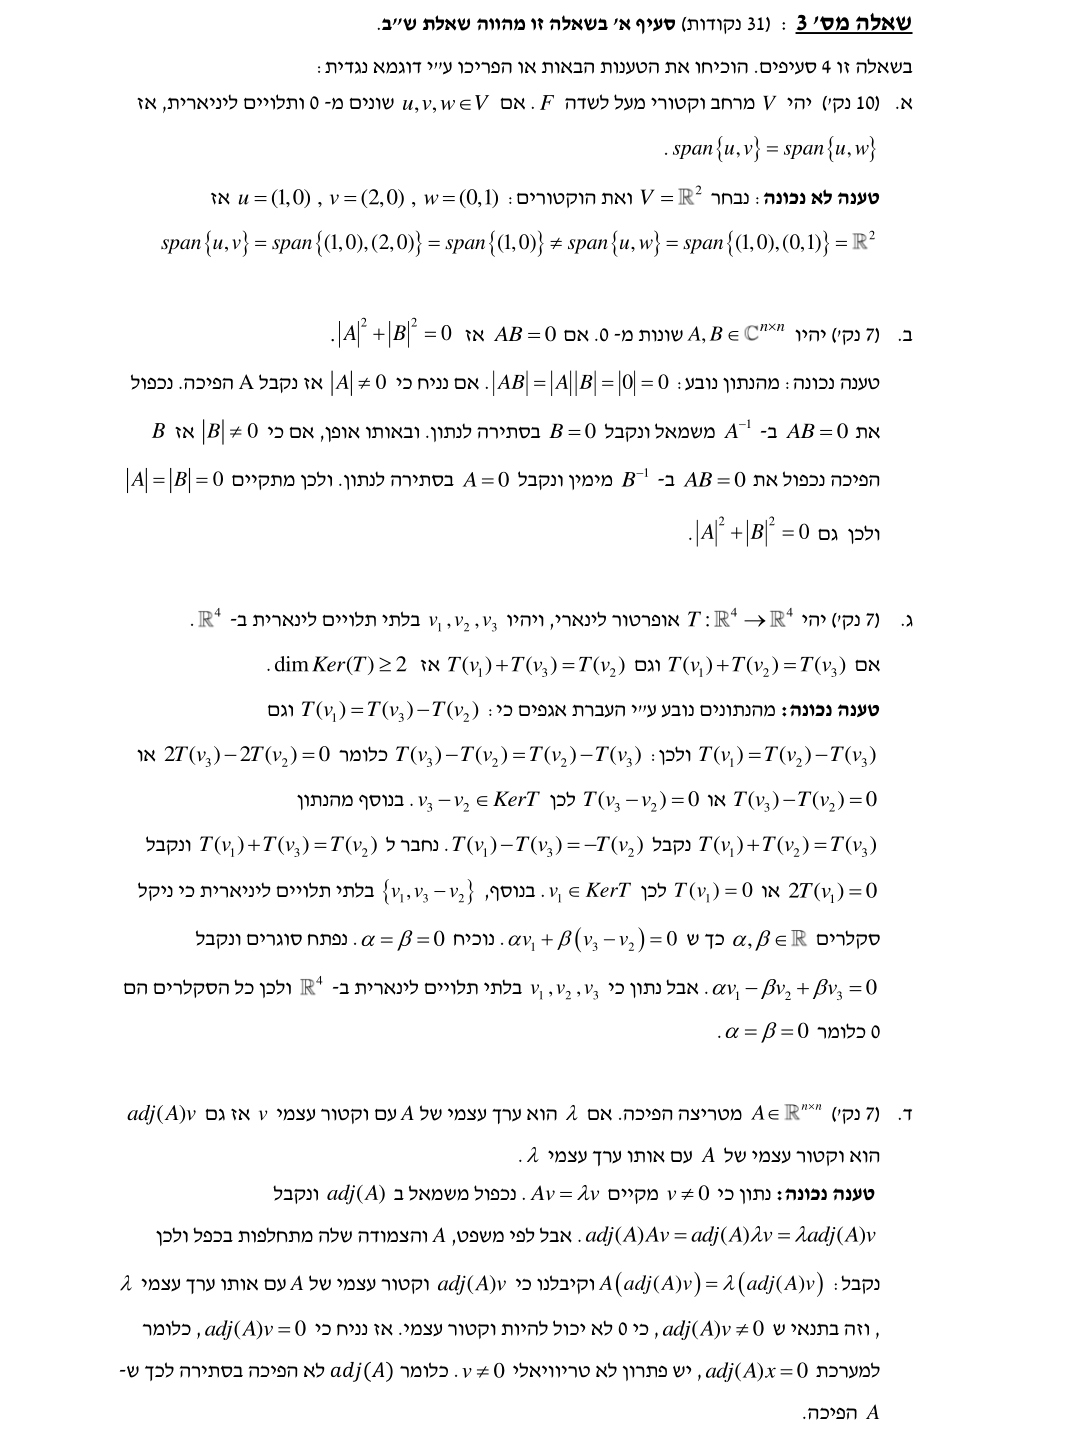 שאלה מס׳ 3 : (31 נקודות) סעיף א׳ בשאלה זו מהווה שאלת ש״ב.
בשאלה זו 4 סעיפים. הוכיחו את הטענות הבאות או הפריכו ע״י דוגמא נגדית:
א. (10 נק׳) יהי V מרחב וקטורי מעל לשדה F. אם u,v,w∈V שונים מ- 0 ותלויים ליניארית, אז
span{u,v} = span{u,w}.
טענה לא נכונה: נבחר V = ℝ² ואת הוקטורים: u = (1,0) , v = (2,0) , w = (0,1) אז
span{u,v} = span{(1,0),(2,0)} = span{(1,0)} ≠ span{u,w} = span{(1,0),(0,1)} = ℝ²
ב. (7 נק׳) יהיו A,B∈ℂⁿˣⁿ שונות מ- 0. אם AB = 0 אז |A|² + |B|² = 0.
טענה נכונה: מהנתון נובע: |AB| = |A||B| = |0| = 0. אם נניח כי |A| ≠ 0 אז נקבל A הפיכה. נכפול
את AB = 0 ב- A⁻¹ משמאל ונקבל B = 0 בסתירה לנתון. ובאותו אופן, אם כי |B| ≠ 0 אז B
הפיכה נכפול את AB = 0 ב- B⁻¹ מימין ונקבל A = 0 בסתירה לנתון. ולכן מתקיים |A| = |B| = 0
ולכן גם |A|² + |B|² = 0.
ג. (7 נק׳) יהי T : ℝ⁴ → ℝ⁴ אופרטור לינארי, ויהיו v₁,v₂,v₃ בלתי תלויים לינארית ב- ℝ⁴.
אם T(v₁)+T(v₂) = T(v₃) וגם T(v₁)+T(v₃) = T(v₂) אז dim Ker(T) ≥ 2.
טענה נכונה: מהנתונים נובע ע״י העברת אגפים כי: T(v₁) = T(v₃) − T(v₂) וגם
T(v₁) = T(v₂) − T(v₃) ולכן: T(v₃) − T(v₂) = T(v₂) − T(v₃) כלומר 2T(v₃) − 2T(v₂) = 0 או
T(v₃) − T(v₂) = 0 או T(v₃ − v₂) = 0 לכן v₃ − v₂ ∈ KerT. בנוסף מהנתון
T(v₁)+T(v₂) = T(v₃) נקבל T(v₁) − T(v₃) = −T(v₂). נחבר ל T(v₁)+T(v₃) = T(v₂) ונקבל
2T(v₁) = 0 או T(v₁) = 0 לכן v₁ ∈ KerT. בנוסף, {v₁,v₃ − v₂} בלתי תלויים ליניארית כי ניקל
סקלרים α,β∈ℝ כך ש αv₁ + β(v₃ − v₂) = 0. נוכיח α = β = 0. נפתח סוגרים ונקבל
αv₁ − βv₂ + βv₃ = 0. אבל נתון כי v₁,v₂,v₃ בלתי תלויים לינארית ב- ℝ⁴ ולכן כל הסקלרים הם
0 כלומר α = β = 0.
ד. (7 נק׳) A∈ℝⁿˣⁿ מטריצה הפיכה. אם λ הוא ערך עצמי של A עם וקטור עצמי v אז גם adj(A)v
הוא וקטור עצמי של A עם אותו ערך עצמי λ.
טענה נכונה: נתון כי v ≠ 0 מקיים Av = λv. נכפול משמאל ב adj(A) ונקבל
adj(A)Av = adj(A)λv = λadj(A)v. אבל לפי משפט, A והצמודה שלה מתחלפות בכפל ולכן
נקבל: A(adj(A)v) = λ(adj(A)v) וקיבלנו כי adj(A)v וקטור עצמי של A עם אותו ערך עצמי λ
, וזה בתנאי ש adj(A)v ≠ 0, כי 0 לא יכול להיות וקטור עצמי. אז נניח כי adj(A)v = 0, כלומר
למערכת adj(A)x = 0, יש פתרון לא טריוויאלי v ≠ 0. כלומר adj(A) לא הפיכה בסתירה לכך ש-
A הפיכה.